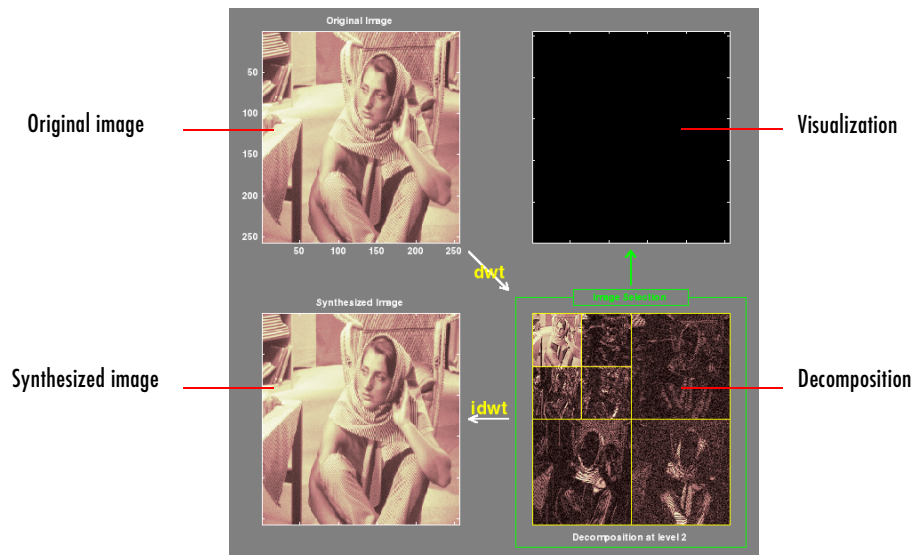 Original Image
50
100
150
200
250
50 100 150 200 250
Original image
Visualization
dwt
Image Selection
Synthesized Image
Synthesized image
idwt
Decomposition
Decomposition at level 2